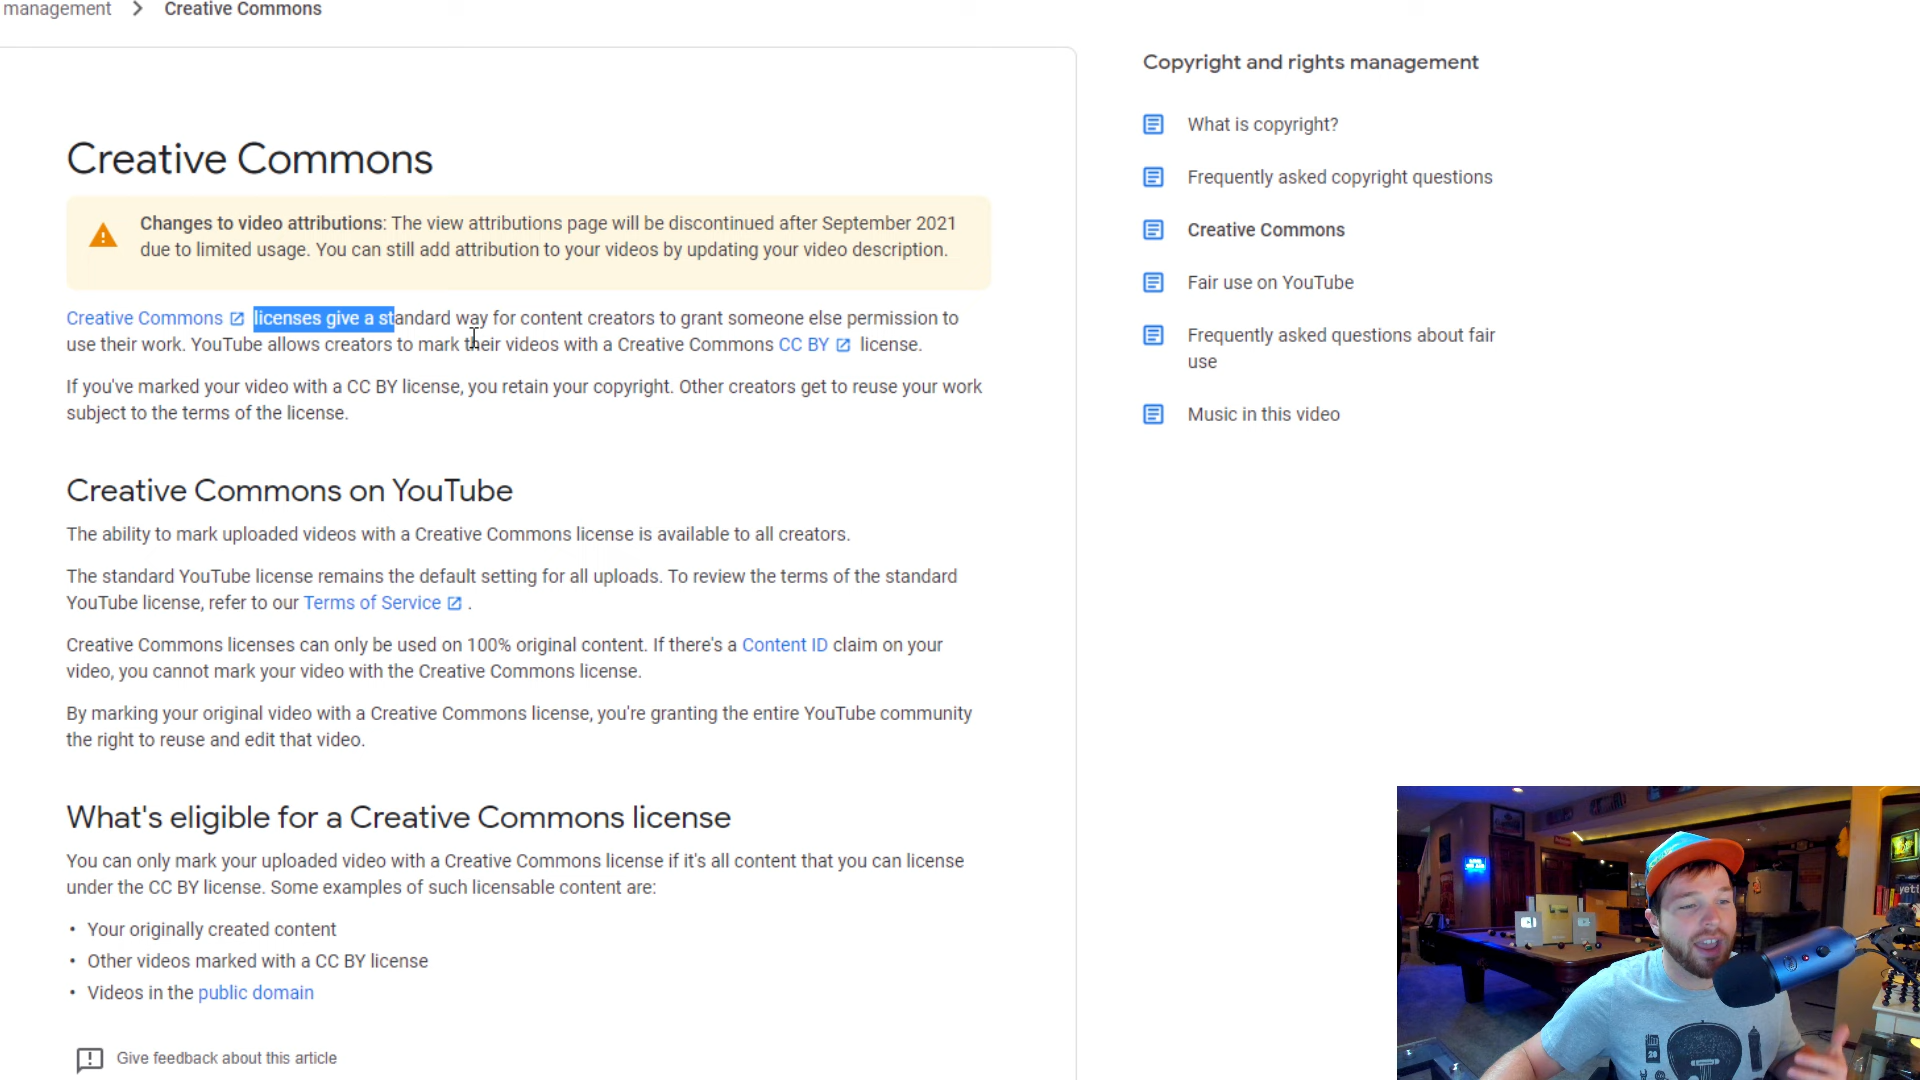 management > Creative Commons
Creative Commons
Changes to video attributions: The view attributions page will be discontinued after September 2021
due to limited usage. You can still add attribution to your videos by updating your video description.
Creative Commons licenses give a standard way for content creators to grant someone else permission to
use their work. YouTube allows creators to mark their videos with a Creative Commons CC BY license.
If you've marked your video with a CC BY license, you retain your copyright. Other creators get to reuse your work
subject to the terms of the license.
Creative Commons on YouTube
The ability to mark uploaded videos with a Creative Commons license is available to all creators.
The standard YouTube license remains the default setting for all uploads. To review the terms of the standard
YouTube license, refer to our Terms of Service .
Creative Commons licenses can only be used on 100% original content. If there's a Content ID claim on your
video, you cannot mark your video with the Creative Commons license.
By marking your original video with a Creative Commons license, you're granting the entire YouTube community
the right to reuse and edit that video.
What's eligible for a Creative Commons license
You can only mark your uploaded video with a Creative Commons license if it's all content that you can license
under the CC BY license. Some examples of such licensable content are:
• Your originally created content
• Other videos marked with a CC BY license
• Videos in the public domain
Give feedback about this article
Copyright and rights management
What is copyright?
Frequently asked copyright questions
Creative Commons
Fair use on YouTube
Frequently asked questions about fair
use
Music in this video
yeti